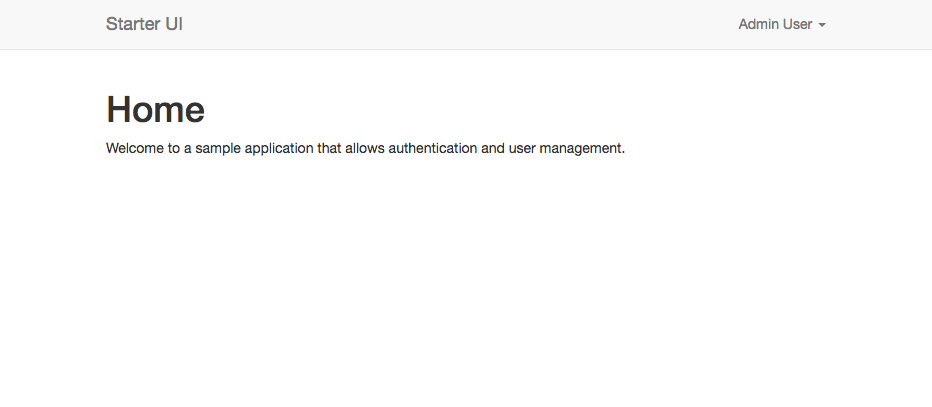 Starter UI
Admin User
Home
Welcome to a sample application that allows authentication and user management.